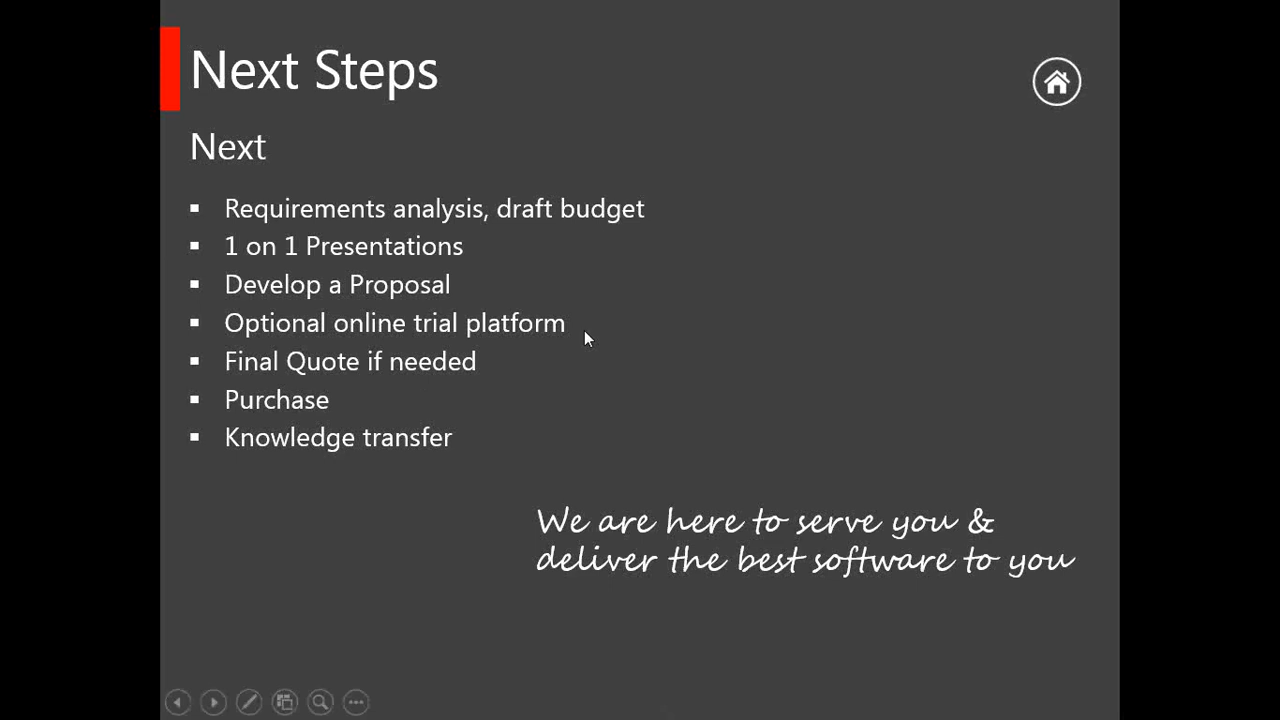 Next Steps
Next
Requirements analysis, draft budget
1 on 1 Presentations
Develop a Proposal
Optional online trial platform
Final Quote if needed
Purchase
Knowledge transfer
We are here to serve you &
deliver the best software to you